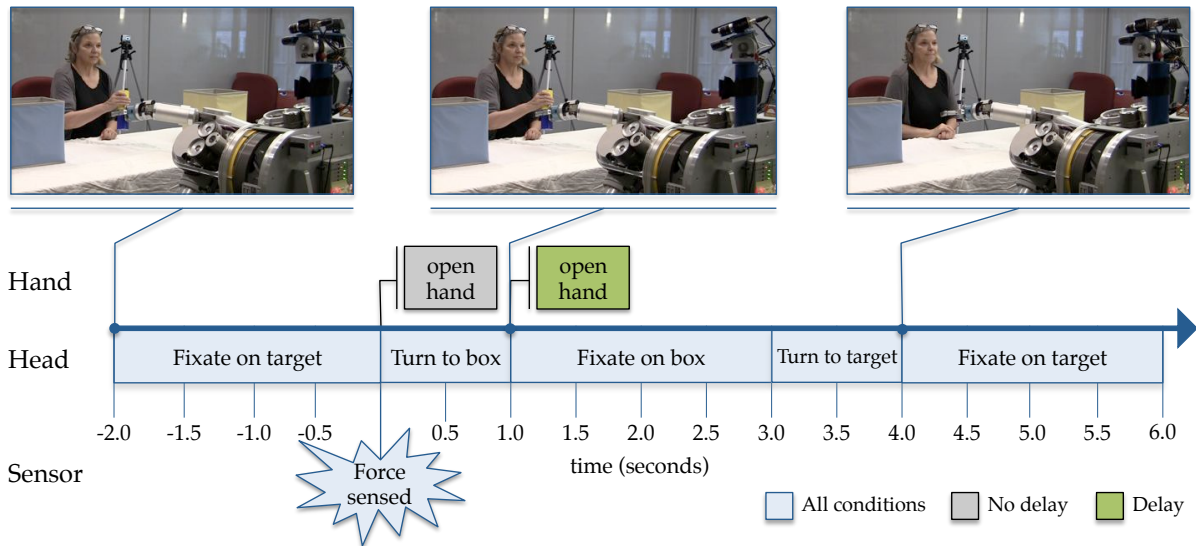 Hand
open
hand
open
hand
Head
Fixate on target
Turn to box
Fixate on box
Turn to target
Fixate on target
-2.0
-1.5
-1.0
-0.5
0.5
1.0
1.5
2.0
2.5
3.0
3.5
4.0
4.5
5.0
5.5
6.0
time (seconds)
Sensor
Force
sensed
All conditions
No delay
Delay